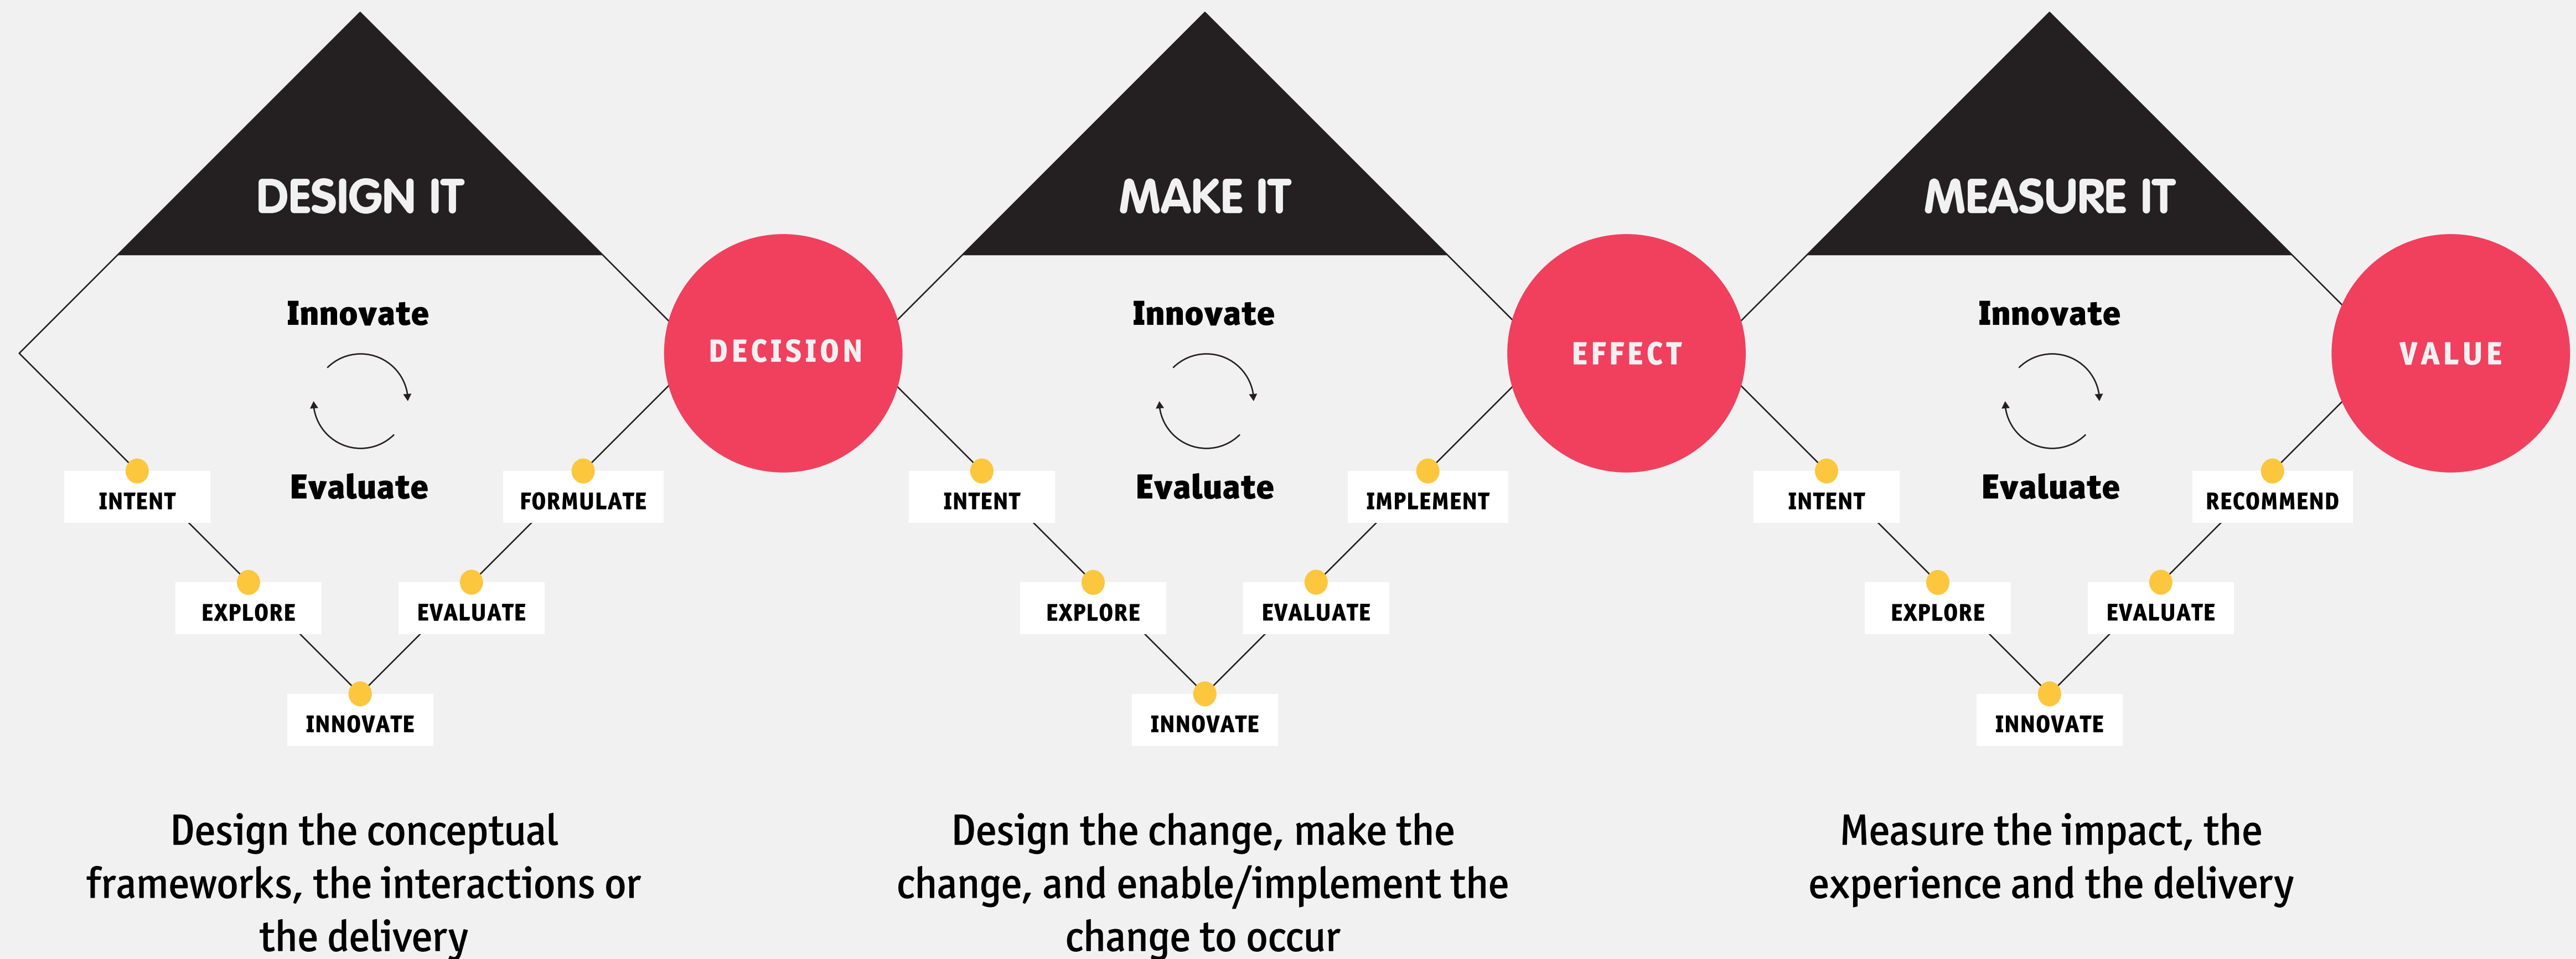 DESIGN IT
Innovate
Evaluate
INTENT
EXPLORE
INNOVATE
EVALUATE
FORMULATE
DECISION
Design the conceptual
frameworks, the interactions or
the delivery
MAKE IT
Innovate
Evaluate
INTENT
EXPLORE
INNOVATE
EVALUATE
IMPLEMENT
EFFECT
Design the change, make the
change, and enable/implement the
change to occur
MEASURE IT
Innovate
Evaluate
INTENT
EXPLORE
INNOVATE
EVALUATE
RECOMMEND
VALUE
Measure the impact, the
experience and the delivery